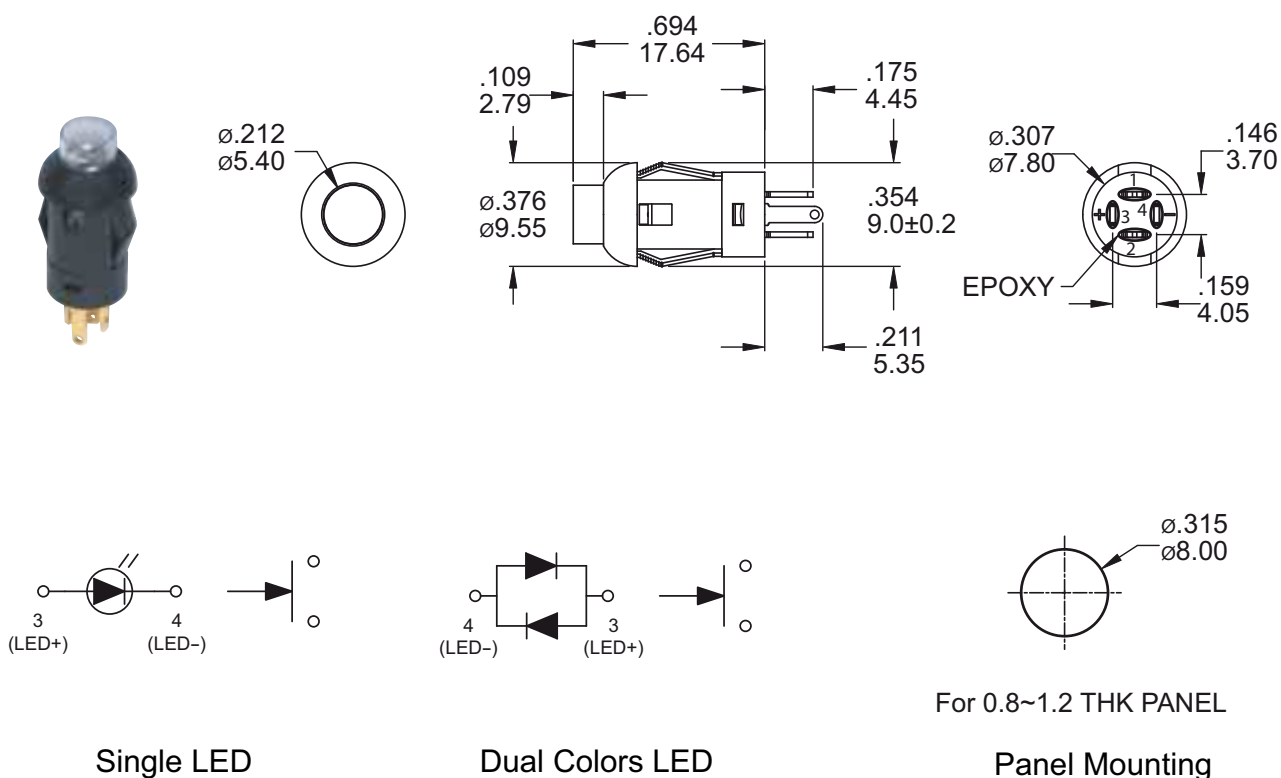 .694
17.64
.109
2.79
.175
4.45
ø.212
ø5.40
ø.376
ø9.55
.354
9.0±0.2
.211
5.35
ø.307
ø7.80
.146
3.70
1
+
3
4
−
2
EPOXY
.159
4.05
3
(LED+)
4
(LED−)
4
(LED−)
3
(LED+)
ø.315
ø8.00
For 0.8~1.2 THK PANEL
Single LED
Dual Colors LED
Panel Mounting